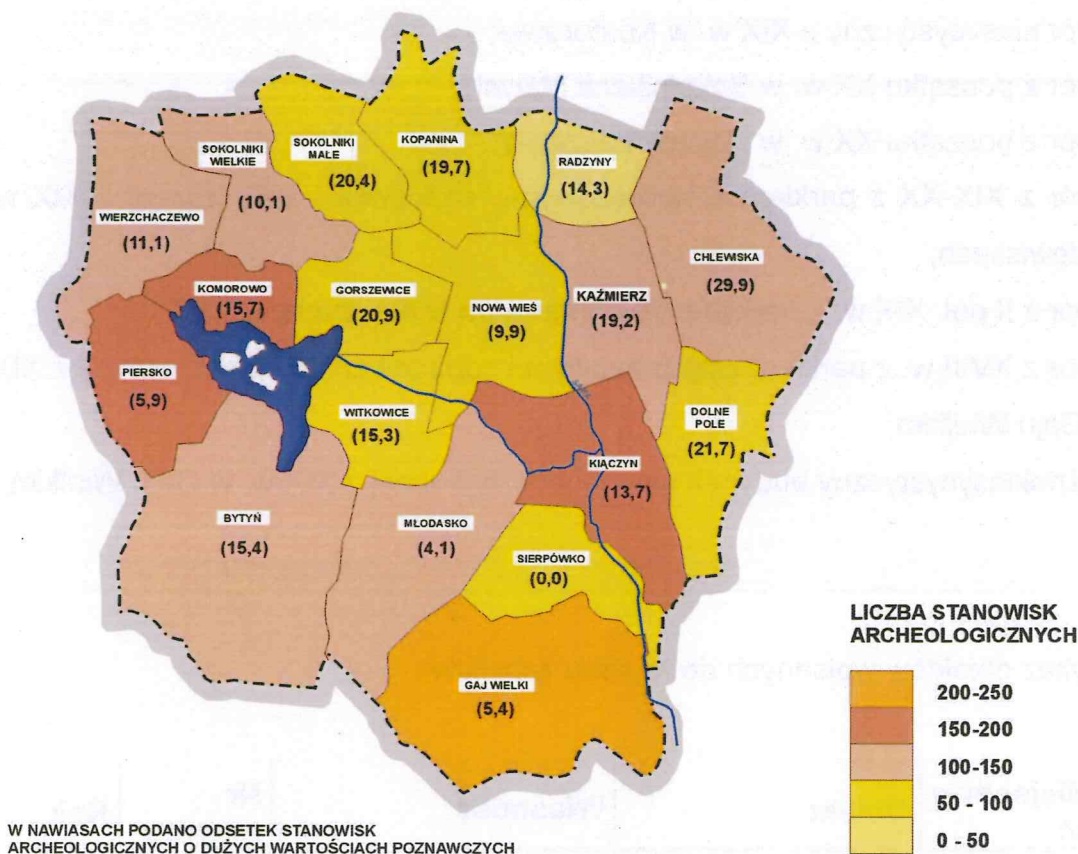 SOKOLNIKI
WIELKIE
(10,1)
SOKOLNIKI
MAŁE
(20,4)
KOPANINA
(19,7)
RADZYNY
(14,3)
WIERZCHACZEWO
(11,1)
CHLEWISKA
(29,9)
KOMOROWO
(15,7)
GORSZEWICE
(20,9)
NOWA WIEŚ
(9,9)
KAŹMIERZ
(19,2)
PIERSKO
(5,9)
WITKOWICE
(15,3)
DOLNE
POLE
(21,7)
KIĄCZYN
(13,7)
BYTYŃ
(15,4)
MŁODASKO
(4,1)
SIERPÓWKO
(0,0)
GAJ WIELKI
(5,4)
LICZBA STANOWISK
ARCHEOLOGICZNYCH
200-250
150-200
100-150
50 - 100
0 - 50
W NAWIASACH PODANO ODSETEK STANOWISK
ARCHEOLOGICZNYCH O DUŻYCH WARTOŚCIACH POZNAWCZYCH